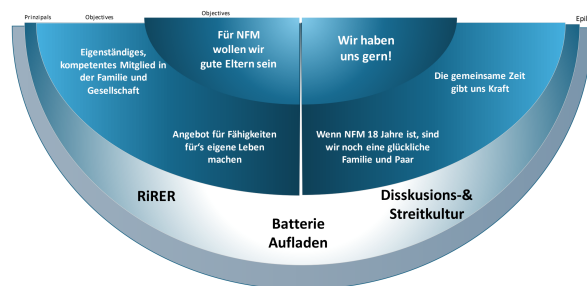 Objectives
Prinzipals
Objectives
Epil
Für NFM
wollen wir
gute Eltern sein
Wir haben
uns gern!
Eigenständiges,
kompetentes Mitglied in
der Familie und
Gesellschaft
Die gemeinsame Zeit
gibt uns Kraft
Angebot für Fähigkeiten
für's eigene Leben
machen
Wenn NFM 18 Jahre ist, sind
wir noch eine glückliche
Familie und Paar
RiRER
Disskusions-&
Streitkultur
Batterie
Aufladen